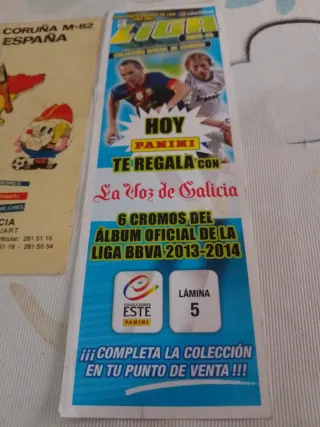 CORUÑA M-82
ESPAÑA
LIGA
HOY
PANINI
TE REGALA CON
La Voz de Galicia
6 CROMOS DEL
ÁLBUM OFICIAL DE LA
LIGA BBVA 2013-2014
COLECCIONES
ESTE
PANINI
LÁMINA
5
¡¡¡COMPLETA LA COLECCIÓN
EN TU PUNTO DE VENTA!!!